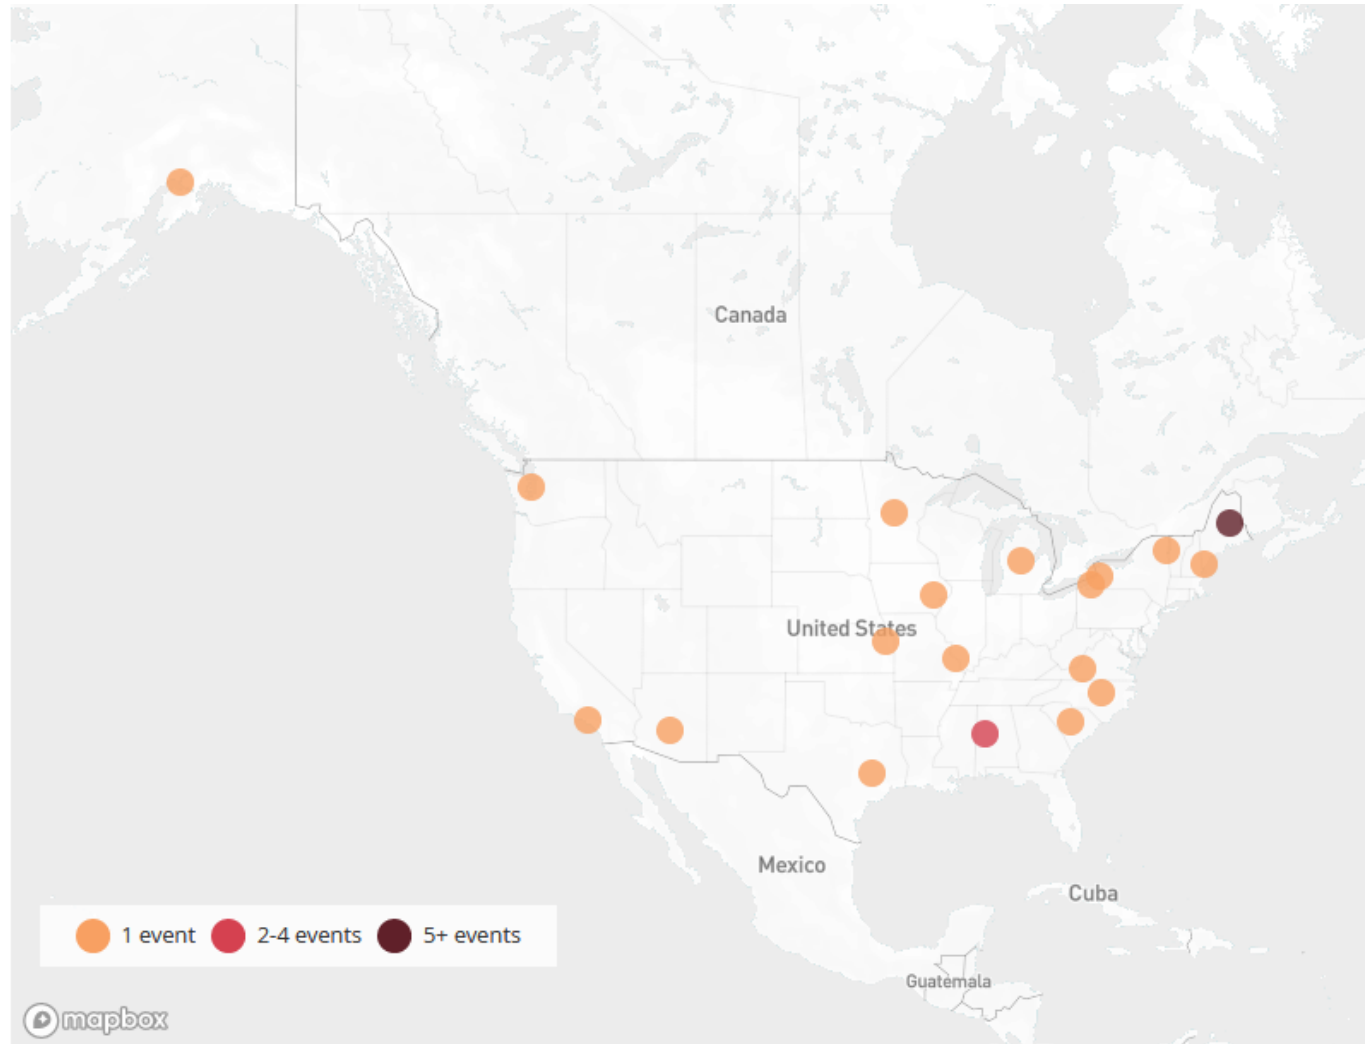 Canada
United States
Mexico
Cuba
Guatemala
1 event 2-4 events 5+ events
mapbox